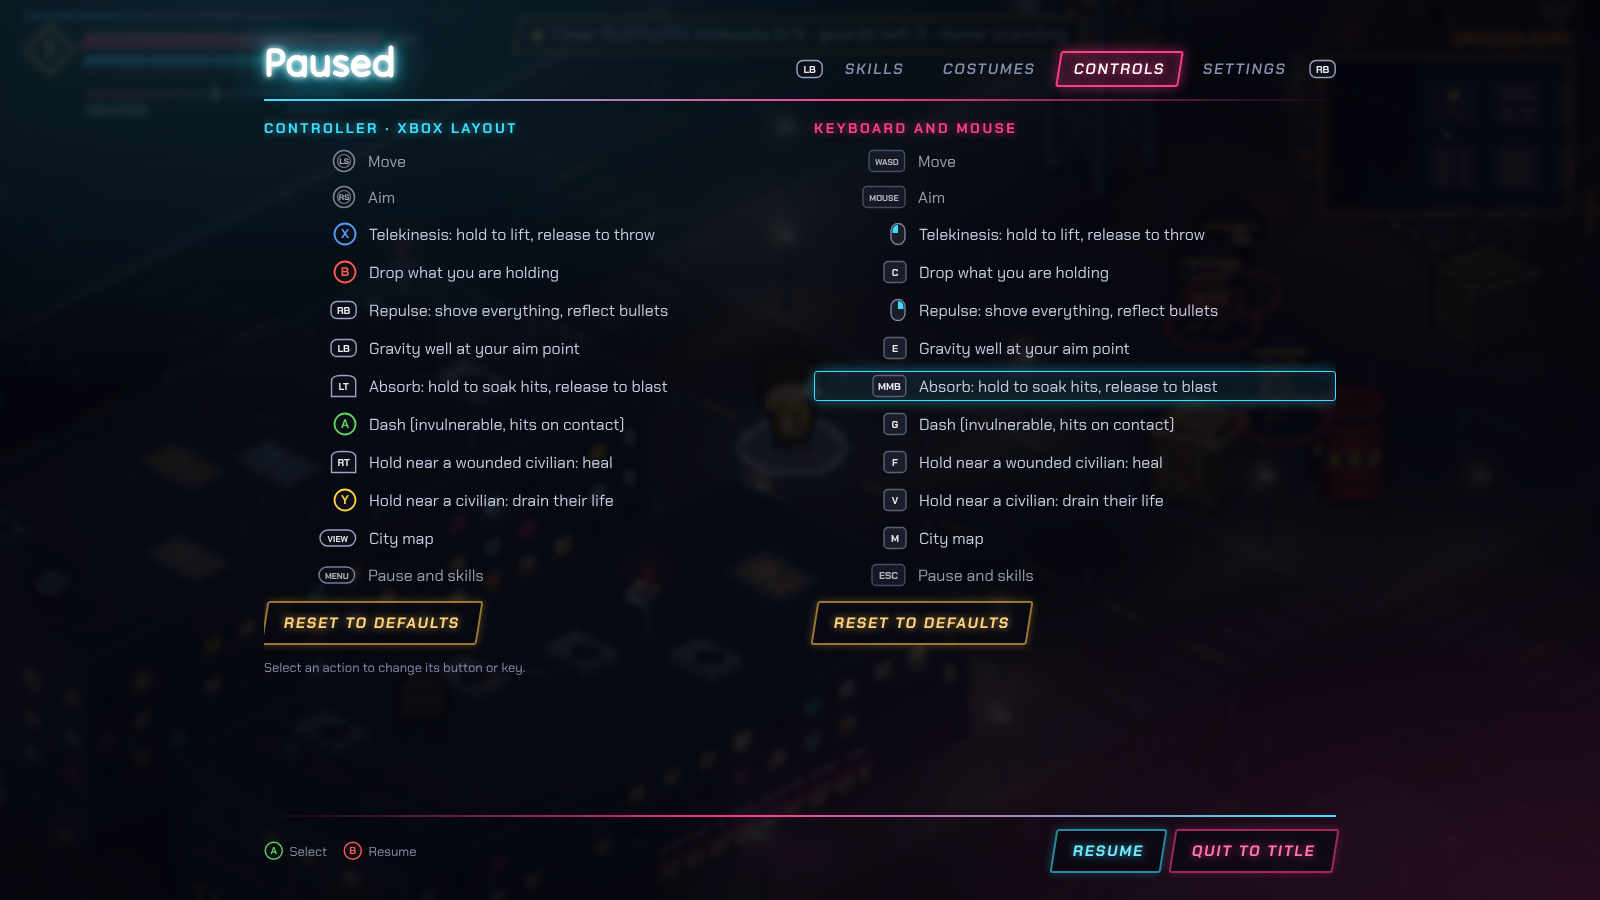 Paused
LB SKILLS COSTUMES CONTROLS SETTINGS RB
CONTROLLER · XBOX LAYOUT
LS Move
RS Aim
X Telekinesis: hold to lift, release to throw
B Drop what you are holding
RB Repulse: shove everything, reflect bullets
LB Gravity well at your aim point
LT Absorb: hold to soak hits, release to blast
A Dash (invulnerable, hits on contact)
RT Hold near a wounded civilian: heal
Y Hold near a civilian: drain their life
VIEW City map
MENU Pause and skills
RESET TO DEFAULTS
Select an action to change its button or key.
KEYBOARD AND MOUSE
WASD Move
MOUSE Aim
Telekinesis: hold to lift, release to throw
C Drop what you are holding
Repulse: shove everything, reflect bullets
E Gravity well at your aim point
MMB Absorb: hold to soak hits, release to blast
G Dash (invulnerable, hits on contact)
F Hold near a wounded civilian: heal
V Hold near a civilian: drain their life
M City map
ESC Pause and skills
RESET TO DEFAULTS
A Select B Resume
RESUME QUIT TO TITLE